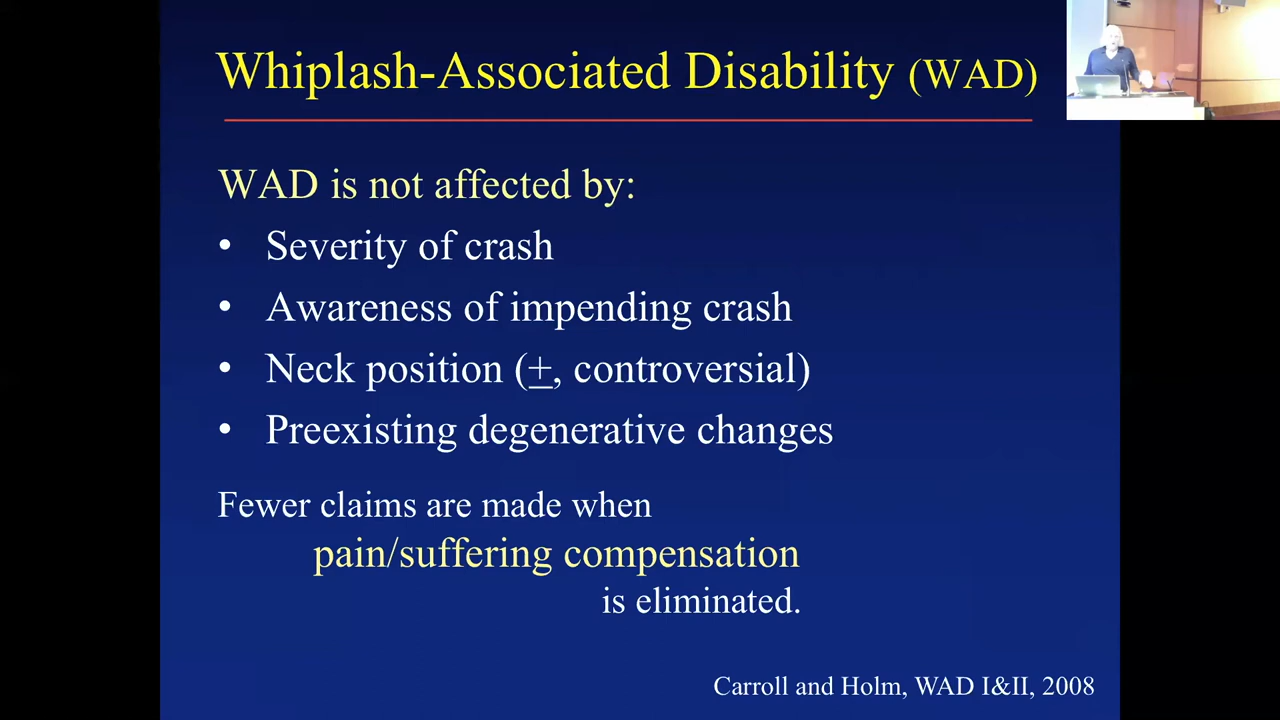 Whiplash-Associated Disability (WAD)
WAD is not affected by:
• Severity of crash
• Awareness of impending crash
• Neck position (±, controversial)
• Preexisting degenerative changes
Fewer claims are made when
pain/suffering compensation
is eliminated.
Carroll and Holm, WAD I&II, 2008